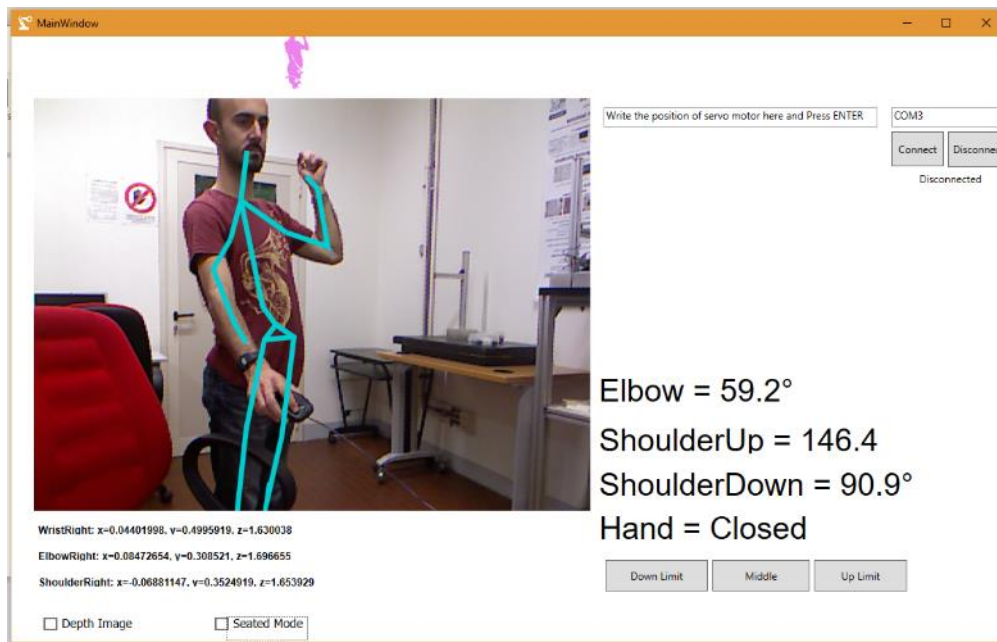 MainWindow
Write the position of servo motor here and Press ENTER
COM3
Connect
Disconnec
Disconnected
Elbow = 59.2°
ShoulderUp = 146.4
ShoulderDown = 90.9°
Hand = Closed
Down Limit
Middle
Up Limit
WristRight: x=0.04401998, y=0.4995919, z=1.630038
ElbowRight: x=0.08472654, y=0.308521, z=1.696655
ShoulderRight: x=-0.06881147, y=0.3524919, z=1.653929
Depth Image
Seated Mode